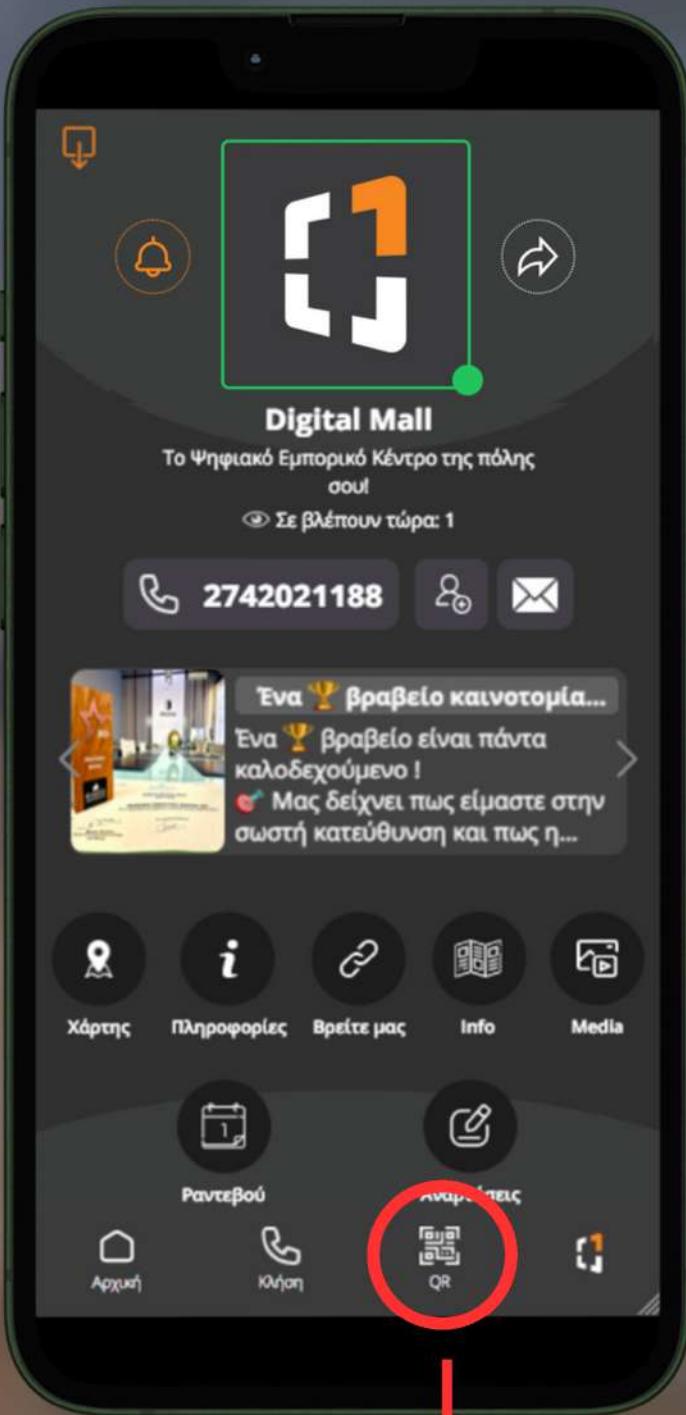 Digital Mall
Το Ψηφιακό Εμπορικό Κέντρο της πόλης
σου!
Σε βλέπουν τώρα: 1
2742021188
Ένα 🏆 βραβείο καινοτομία...
Ένα 🏆 βραβείο είναι πάντα
καλοδεχούμενο !
🎯 Μας δείχνει πως είμαστε στην
σωστή κατεύθυνση και πως η...
Χάρτης Πληροφορίες Βρείτε μας Info Media
1
Ραντεβού Αναρτήσεις
Αρχική Κλήση QR